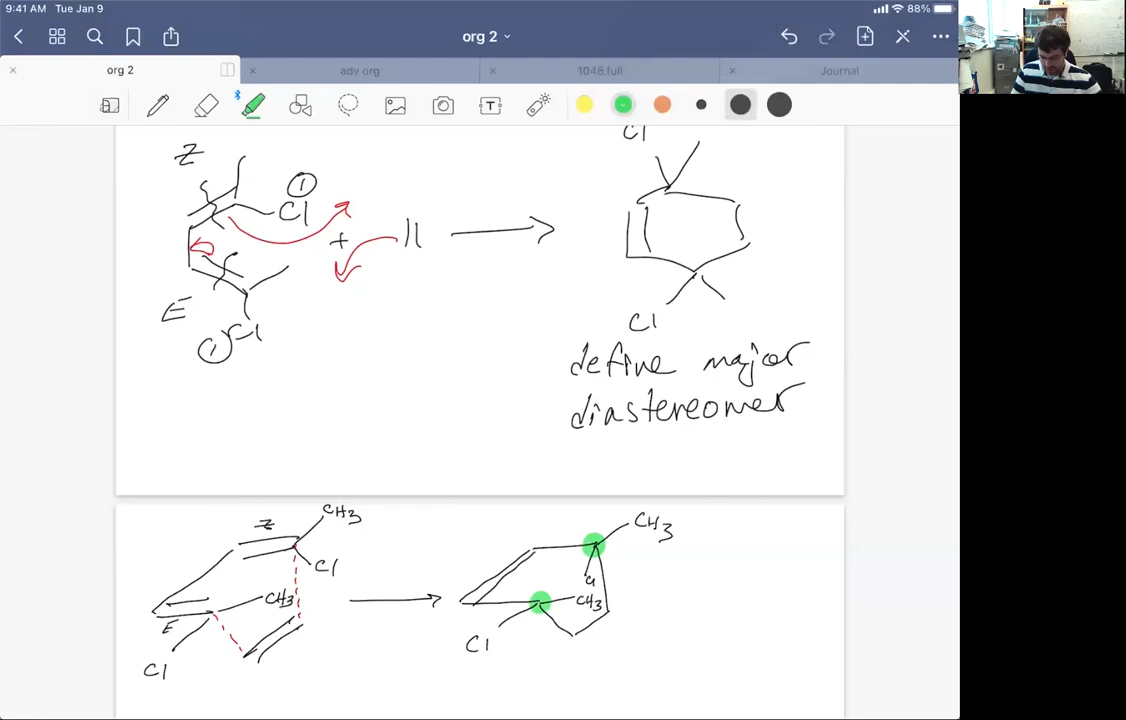 9:41 AM Tue Jan 9
88%
org 2
org 2
adv org
1048.full
Journal
T
Z
1
Cl
+
E
1
Cl
Cl
Cl
define major
diastereomer
Z
CH3
Cl
CH3
E
Cl
CH3
Cl
CH3
Cl